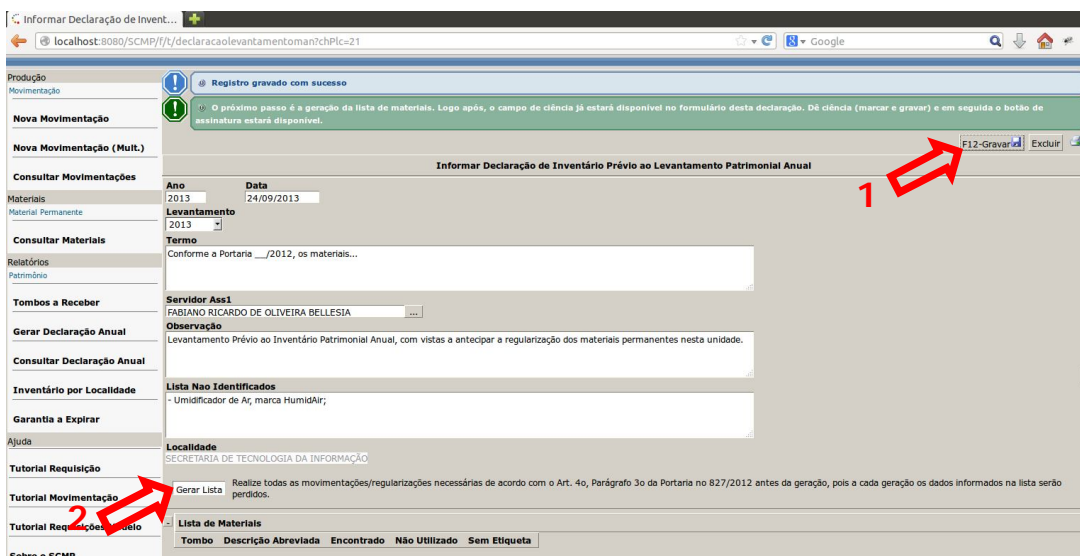 Informar Declaração de Invent...
localhost:8080/SCMP/f/t/declaracaolevantamentoman?chPlc=21
Google
Produção
Movimentação
Nova Movimentação
Nova Movimentação (Mult.)
Consultar Movimentações
Materiais
Material Permanente
Consultar Materiais
Relatórios
Patrimônio
Tombos a Receber
Gerar Declaração Anual
Consultar Declaração Anual
Inventário por Localidade
Garantia a Expirar
Ajuda
Tutorial Requisição
Tutorial Movimentação
Tutorial
Sobre o SCMP
Registro gravado com sucesso
O próximo passo é a geração da lista de materiais. Logo após, o campo de ciência já estará disponível no formulário desta declaração. Dê ciência (marcar e gravar) e em seguida o botão de
assinatura estará disponível.
F12-Gravar Excluir
1
Informar Declaração de Inventário Prévio ao Levantamento Patrimonial Anual
Ano Data
2013 24/09/2013
Levantamento
2013
Termo
Conforme a Portaria __/2012, os materiais...
Servidor Ass1
FABIANO RICARDO DE OLIVEIRA BELLESIA ...
Observação
Levantamento Prévio ao Inventário Patrimonial Anual, com vistas a antecipar a regularização dos materiais permanentes nesta unidade.
Lista Nao Identificados
- Umidificador de Ar, marca HumidAir;
Localidade
SECRETARIA DE TECNOLOGIA DA INFORMAÇÃO
Gerar Lista
Realize todas as movimentações/regularizações necessárias de acordo com o Art. 4o, Parágrafo 3o da Portaria no 827/2012 antes da geração, pois a cada geração os dados informados na lista serão
perdidos.
2
- Lista de Materiais
Tombo Descrição Abreviada Encontrado Não Utilizado Sem Etiqueta